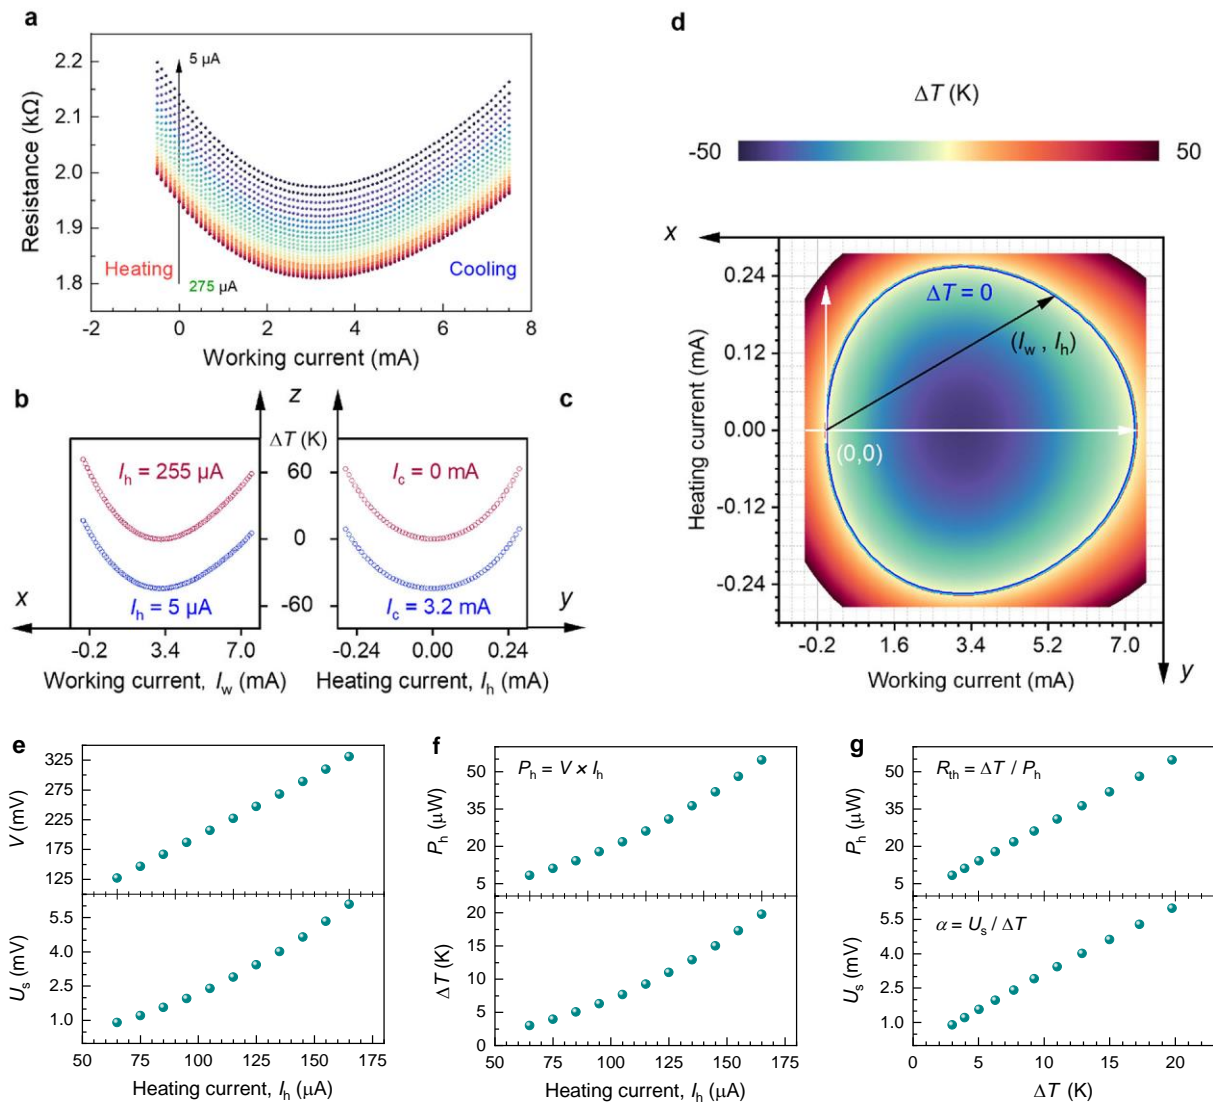 a
2.2
2.1
2.0
1.9
1.8
Resistance (kΩ)
5 μA
Heating
275 μA
Cooling
-2 0 2 4 6 8
Working current (mA)
b
z
c
ΔT (K)
60
0
-60
I_h = 255 μA
I_h = 5 μA
I_c = 0 mA
I_c = 3.2 mA
x
y
-0.2 3.4 7.0
Working current, I_w (mA)
-0.24 0.00 0.24
Heating current, I_h (mA)
d
ΔT (K)
-50 50
x
0.24
0.12
0.00
-0.12
-0.24
Heating current (mA)
ΔT = 0
(I_w , I_h)
(0,0)
-0.2 1.6 3.4 5.2 7.0
Working current (mA)
y
e
325
275
225
175
125
V (mV)
5.5
4.0
2.5
1.0
U_s (mV)
50 75 100 125 150 175
Heating current, I_h (μA)
f
P_h = V × I_h
50
35
20
5
P_h (μW)
20
15
10
5
0
ΔT (K)
50 75 100 125 150 175
Heating current, I_h (μA)
g
R_th = ΔT / P_h
50
35
20
5
P_h (μW)
α = U_s / ΔT
5.5
4.0
2.5
1.0
U_s (mV)
0 5 10 15 20
ΔT (K)